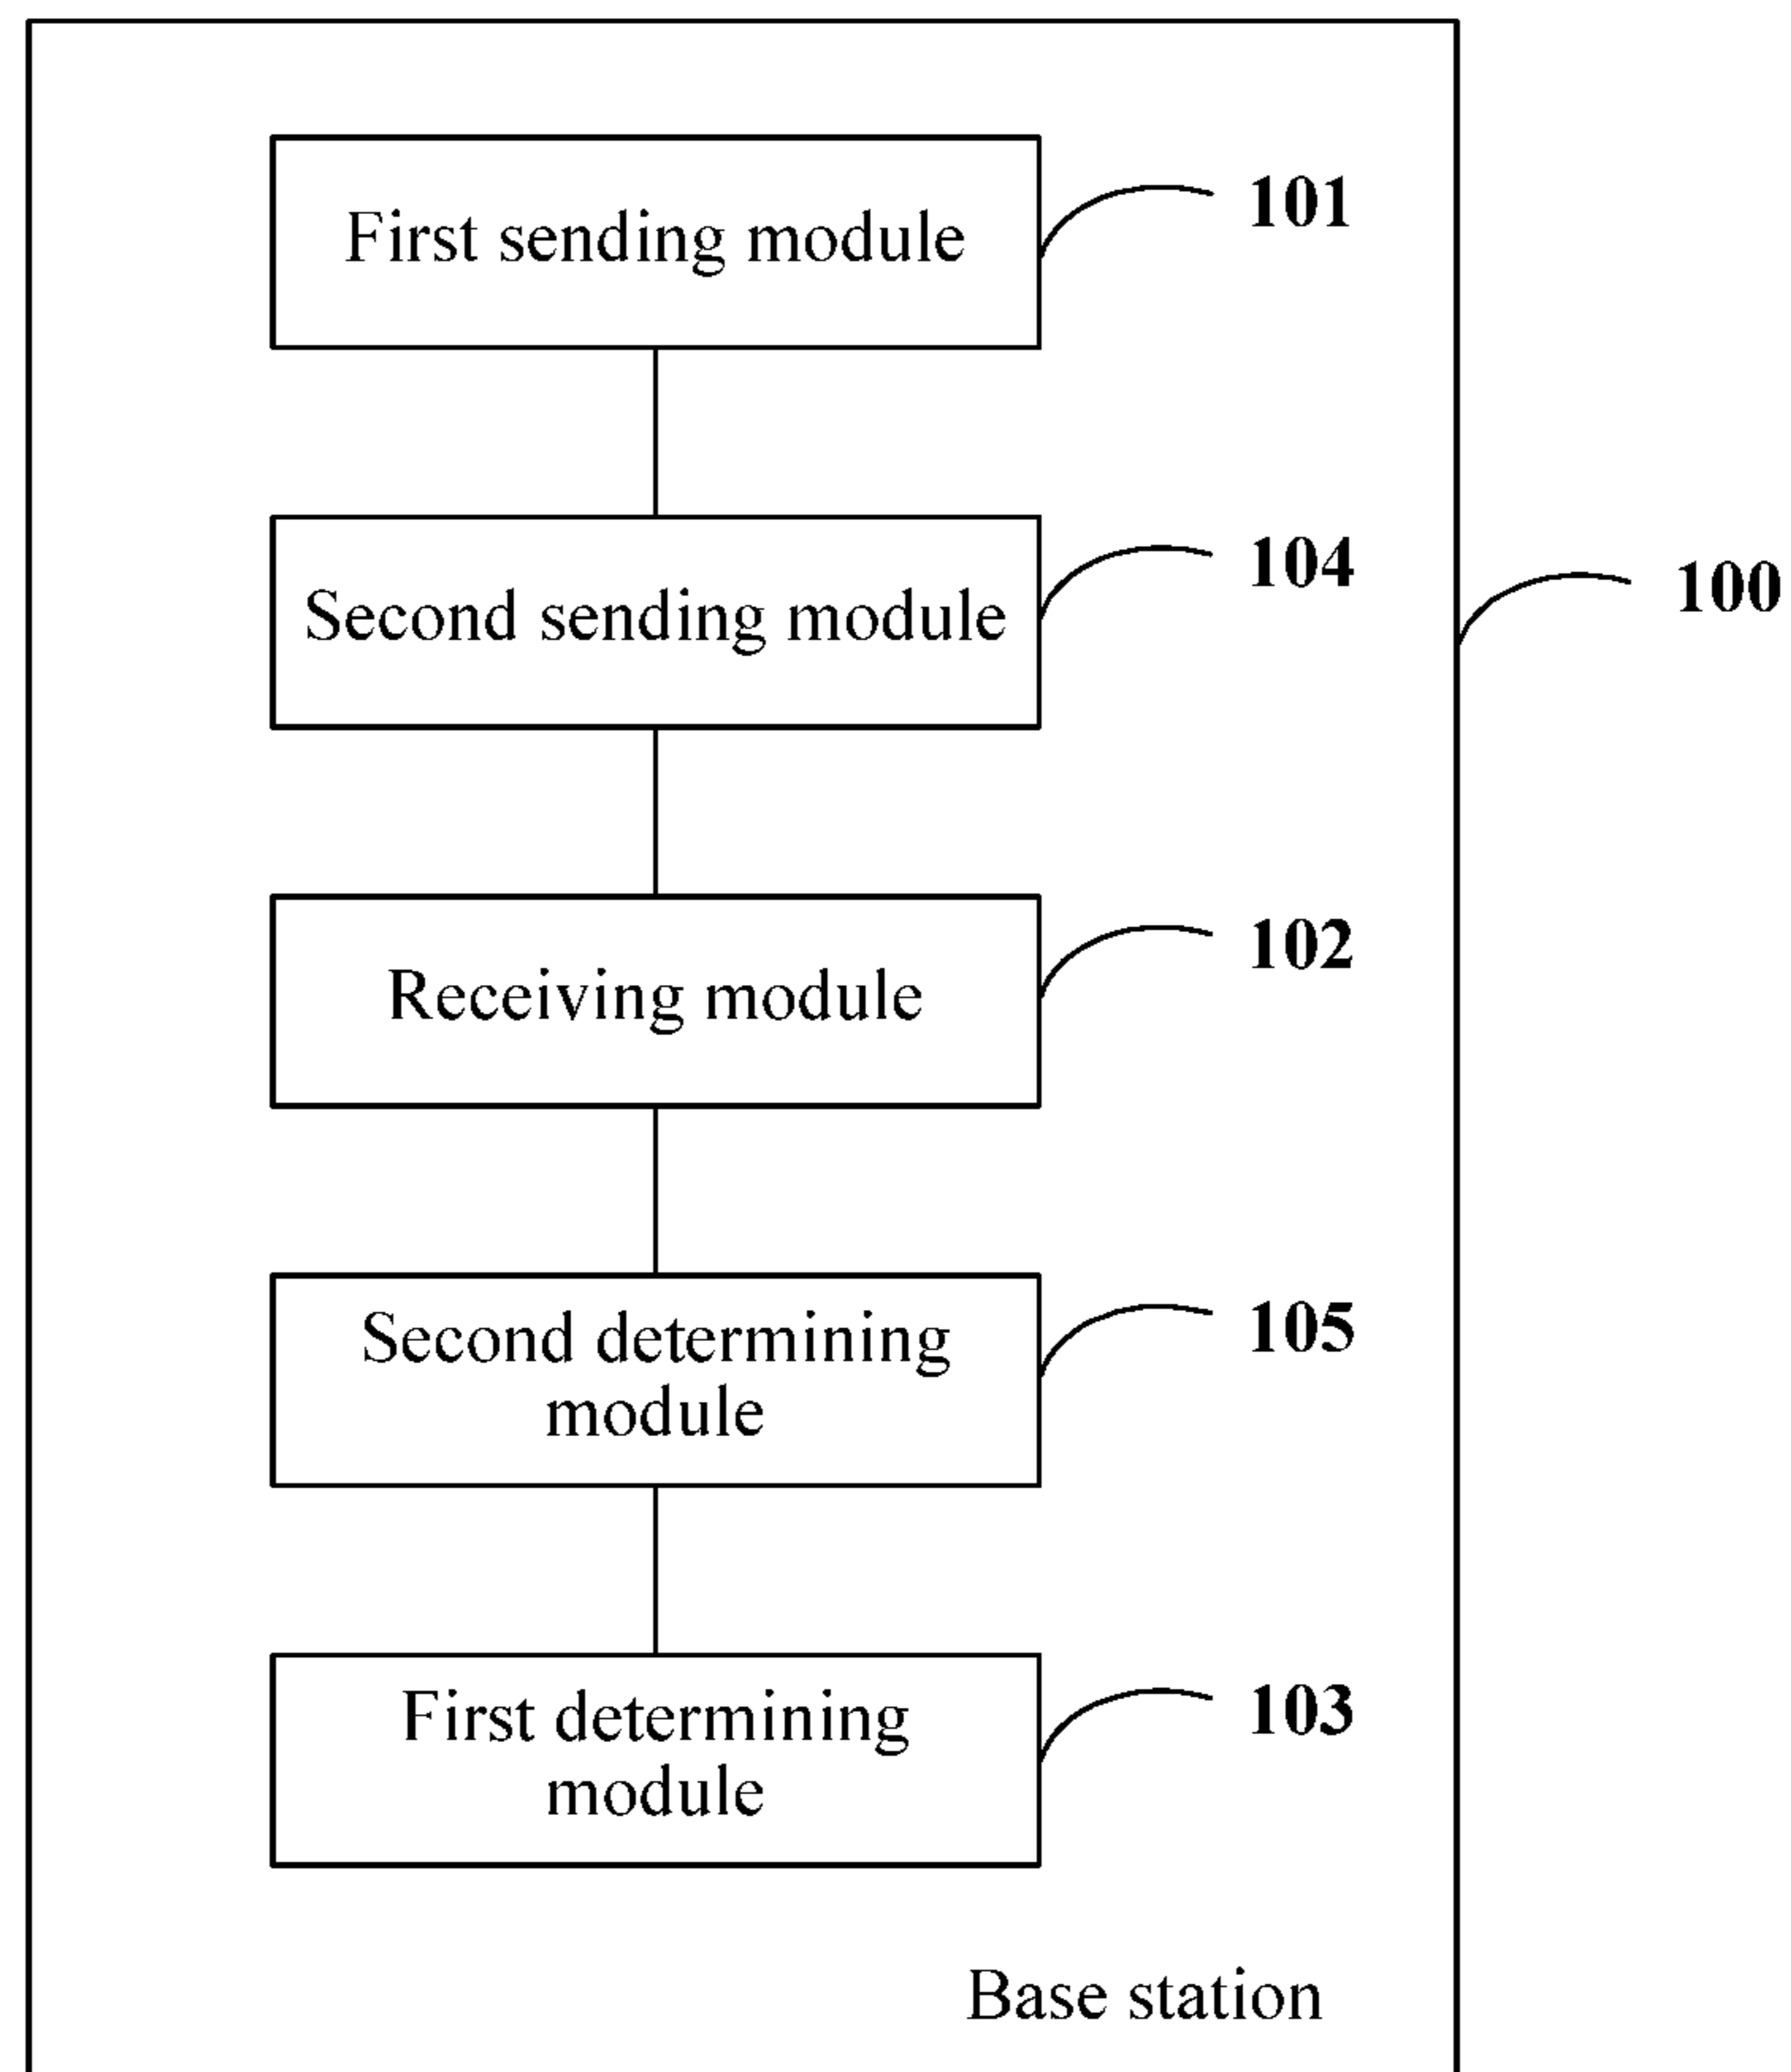 First sending module
101
Second sending module
104
100
Receiving module
102
Second determining
module
105
First determining
module
103
Base station